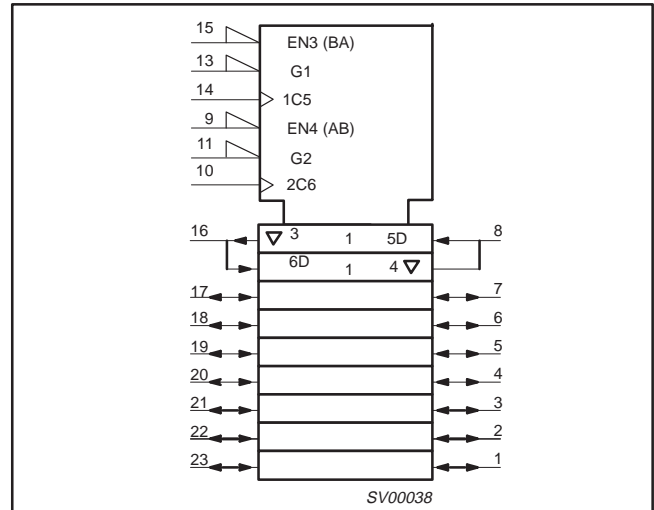 15 EN3 (BA)
13 G1
14 1C5
9 EN4 (AB)
11 G2
10 2C6
16 3 1 5D 8
6D 1 4
17 7
18 6
19 5
20 4
21 3
22 2
23 1
SV00038